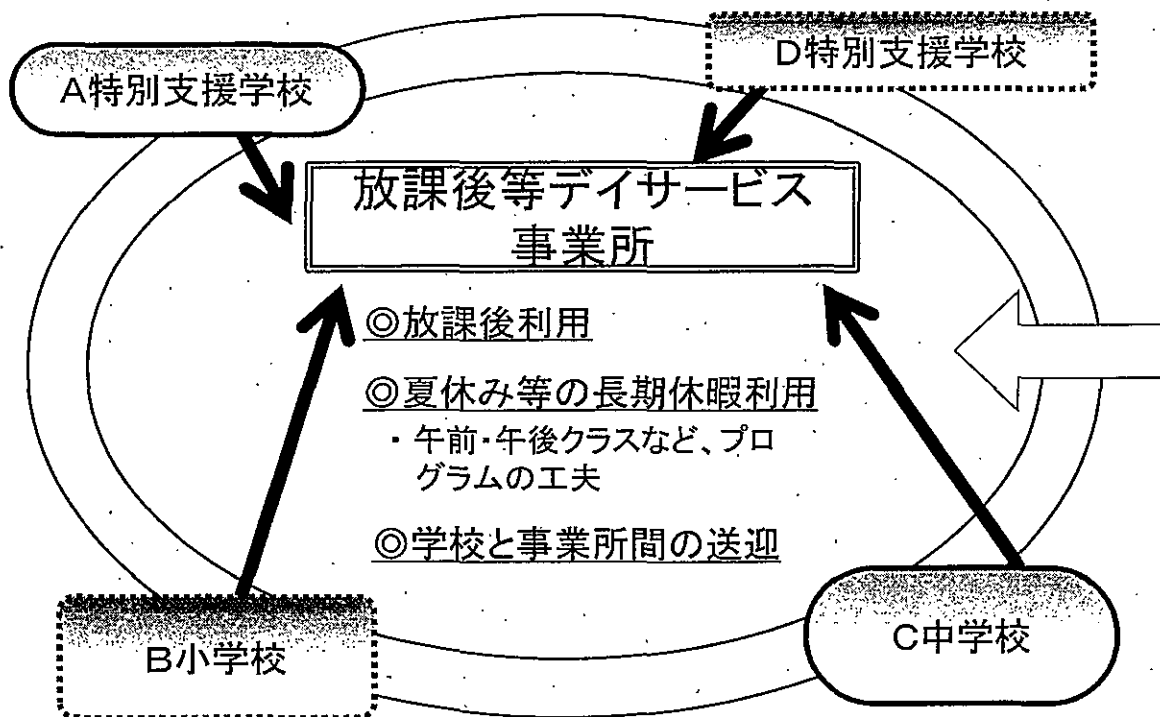 A特別支援学校
D特別支援学校
放課後等デイサービス
事業所
◎放課後利用
◎夏休み等の長期休暇利用
・午前・午後クラスなど、プロ
グラムの工夫
◎学校と事業所間の送迎
B小学校
C中学校